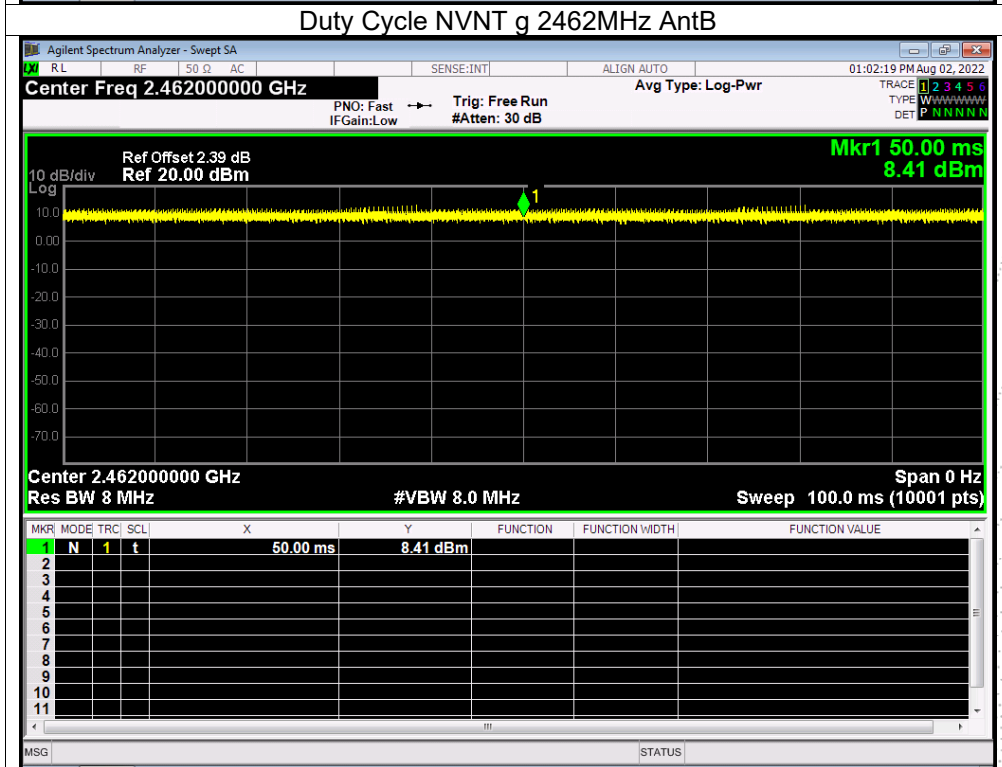 Duty Cycle NVNT g 2462MHz AntB
Agilent Spectrum Analyzer - Swept SA
LXI RL RF 50 Ω AC SENSE:INT ALIGN AUTO 01:02:19 PM Aug 02, 2022
Center Freq 2.462000000 GHz Avg Type: Log-Pwr TRACE 1 2 3 4 5 6
PNO: Fast Trig: Free Run TYPE WWWWWW
IFGain:Low #Atten: 30 dB DET P N N N N N
Mkr1 50.00 ms
Ref Offset 2.39 dB
10 dB/div Ref 20.00 dBm 8.41 dBm
Log
1
10.0
0.00
-10.0
-20.0
-30.0
-40.0
-50.0
-60.0
-70.0
Center 2.462000000 GHz Span 0 Hz
Res BW 8 MHz #VBW 8.0 MHz Sweep 100.0 ms (10001 pts)
MKR MODE TRC SCL X Y FUNCTION FUNCTION WIDTH FUNCTION VALUE
1 N 1 t 50.00 ms 8.41 dBm
2
3
4
5
6
7
8
9
10
11
MSG STATUS